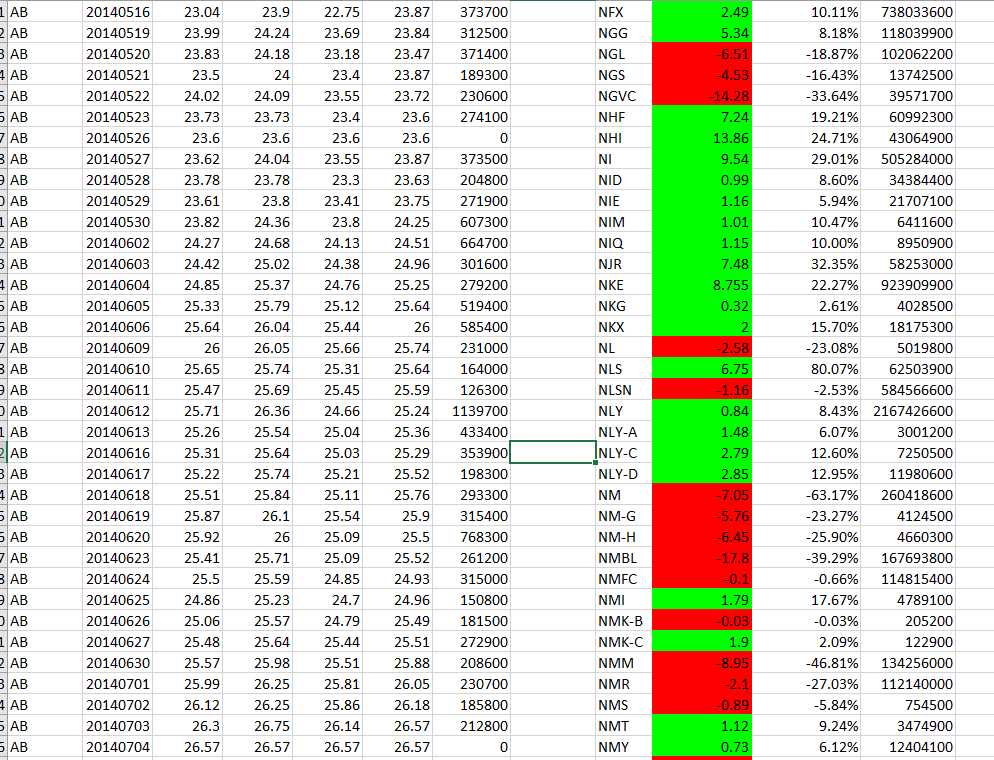 1 AB 20140516 23.04 23.9 22.75 23.87 373700 NFX 2.49 10.11% 738033600
2 AB 20140519 23.99 24.24 23.69 23.84 312500 NGG 5.34 8.18% 118039900
3 AB 20140520 23.83 24.18 23.18 23.47 371400 NGL -6.51 -18.87% 102062200
4 AB 20140521 23.5 24 23.4 23.87 189300 NGS -4.53 -16.43% 13742500
5 AB 20140522 24.02 24.09 23.55 23.72 230600 NGVC -14.28 -33.64% 39571700
6 AB 20140523 23.73 23.73 23.4 23.6 274100 NHF 7.24 19.21% 60992300
7 AB 20140526 23.6 23.6 23.6 23.6 0 NHI 13.86 24.71% 43064900
8 AB 20140527 23.62 24.04 23.55 23.87 373500 NI 9.54 29.01% 505284000
9 AB 20140528 23.78 23.78 23.3 23.63 204800 NID 0.99 8.60% 34384400
0 AB 20140529 23.61 23.8 23.41 23.75 271900 NIE 1.16 5.94% 21707100
1 AB 20140530 23.82 24.36 23.8 24.25 607300 NIM 1.01 10.47% 6411600
2 AB 20140602 24.27 24.68 24.13 24.51 664700 NIQ 1.15 10.00% 8950900
3 AB 20140603 24.42 25.02 24.38 24.96 301600 NJR 7.48 32.35% 58253000
4 AB 20140604 24.85 25.37 24.76 25.25 279200 NKE 8.755 22.27% 923909900
5 AB 20140605 25.33 25.79 25.12 25.64 519400 NKG 0.32 2.61% 4028500
6 AB 20140606 25.64 26.04 25.44 26 585400 NKX 2 15.70% 18175300
7 AB 20140609 26 26.05 25.66 25.74 231000 NL -2.58 -23.08% 5019800
8 AB 20140610 25.65 25.74 25.31 25.64 164000 NLS 6.75 80.07% 62503900
9 AB 20140611 25.47 25.69 25.45 25.59 126300 NLSN -1.16 -2.53% 584566600
0 AB 20140612 25.71 26.36 24.66 25.24 1139700 NLY 0.84 8.43% 2167426600
1 AB 20140613 25.26 25.54 25.04 25.36 433400 NLY-A 1.48 6.07% 3001200
2 AB 20140616 25.31 25.64 25.03 25.29 353900 NLY-C 2.79 12.60% 7250500
3 AB 20140617 25.22 25.74 25.21 25.52 198300 NLY-D 2.85 12.95% 11980600
4 AB 20140618 25.51 25.84 25.11 25.76 293300 NM -7.05 -63.17% 260418600
5 AB 20140619 25.87 26.1 25.54 25.9 315400 NM-G -5.76 -23.27% 4124500
6 AB 20140620 25.92 26 25.09 25.5 768300 NM-H -6.45 -25.90% 4660300
7 AB 20140623 25.41 25.71 25.09 25.52 261200 NMBL -17.8 -39.29% 167693800
8 AB 20140624 25.5 25.59 24.85 24.93 315000 NMFC -0.1 -0.66% 114815400
9 AB 20140625 24.86 25.23 24.7 24.96 150800 NMI 1.79 17.67% 4789100
0 AB 20140626 25.06 25.57 24.79 25.49 181500 NMK-B -0.03 -0.03% 205200
1 AB 20140627 25.48 25.64 25.44 25.51 272900 NMK-C 1.9 2.09% 122900
2 AB 20140630 25.57 25.98 25.51 25.88 208600 NMM -8.95 -46.81% 134256000
3 AB 20140701 25.99 26.25 25.81 26.05 230700 NMR -2.1 -27.03% 112140000
4 AB 20140702 26.12 26.25 25.86 26.18 185800 NMS -0.89 -5.84% 754500
5 AB 20140703 26.3 26.75 26.14 26.57 212800 NMT 1.12 9.24% 3474900
6 AB 20140704 26.57 26.57 26.57 26.57 0 NMY 0.73 6.12% 12404100